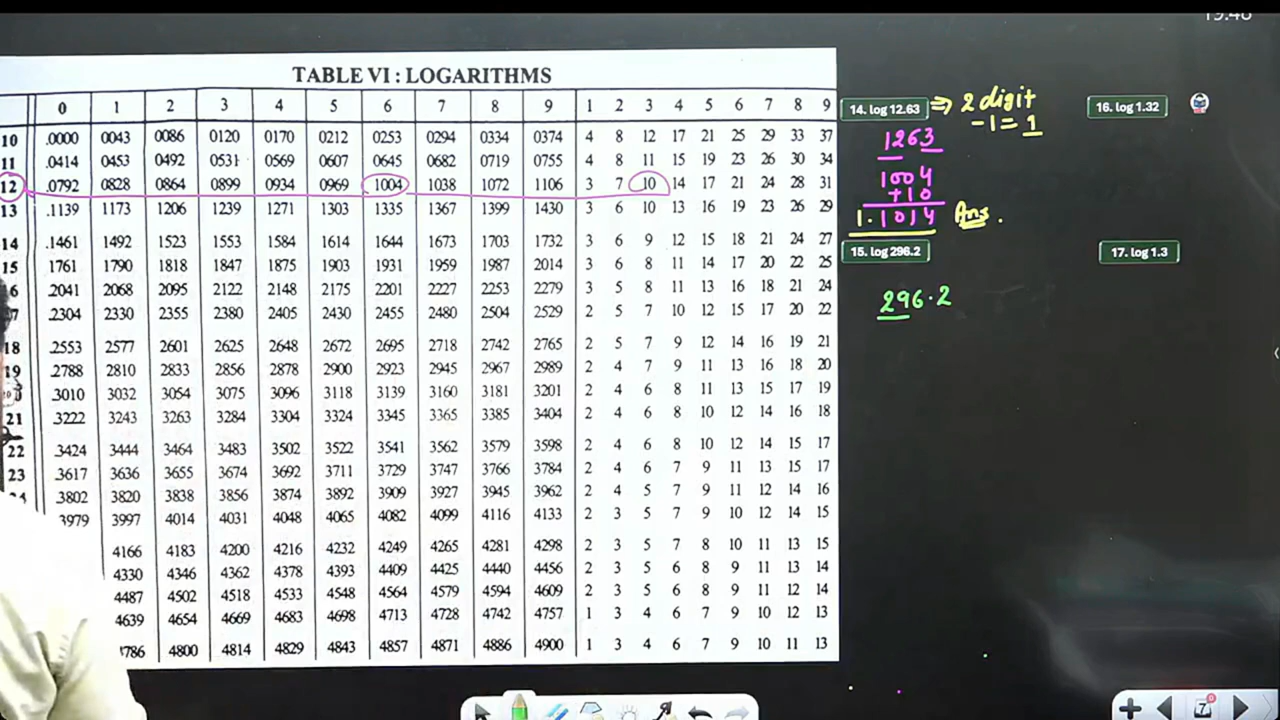 19:46
TABLE VI : LOGARITHMS
0 1 2 3 4 5 6 7 8 9 1 2 3 4 5 6 7 8 9
10 .0000 0043 0086 0120 0170 0212 0253 0294 0334 0374 4 8 12 17 21 25 29 33 37
11 .0414 0453 0492 0531 0569 0607 0645 0682 0719 0755 4 8 11 15 19 23 26 30 34
12 .0792 0828 0864 0899 0934 0969 1004 1038 1072 1106 3 7 10 14 17 21 24 28 31
13 .1139 1173 1206 1239 1271 1303 1335 1367 1399 1430 3 6 10 13 16 19 23 26 29
14 .1461 1492 1523 1553 1584 1614 1644 1673 1703 1732 3 6 9 12 15 18 21 24 27
15 1761 1790 1818 1847 1875 1903 1931 1959 1987 2014 3 6 8 11 14 17 20 22 25
6 .2041 2068 2095 2122 2148 2175 2201 2227 2253 2279 3 5 8 11 13 16 18 21 24
7 .2304 2330 2355 2380 2405 2430 2455 2480 2504 2529 2 5 7 10 12 15 17 20 22
18 .2553 2577 2601 2625 2648 2672 2695 2718 2742 2765 2 5 7 9 12 14 16 19 21
19 .2788 2810 2833 2856 2878 2900 2923 2945 2967 2989 2 4 7 9 11 13 16 18 20
.3010 3032 3054 3075 3096 3118 3139 3160 3181 3201 2 4 6 8 11 13 15 17 19
21 .3222 3243 3263 3284 3304 3324 3345 3365 3385 3404 2 4 6 8 10 12 14 16 18
22 .3424 3444 3464 3483 3502 3522 3541 3562 3579 3598 2 4 6 8 10 12 14 15 17
23 .3617 3636 3655 3674 3692 3711 3729 3747 3766 3784 2 4 6 7 9 11 13 15 17
.3802 3820 3838 3856 3874 3892 3909 3927 3945 3962 2 4 5 7 9 11 12 14 16
3979 3997 4014 4031 4048 4065 4082 4099 4116 4133 2 3 5 7 9 10 12 14 15
4166 4183 4200 4216 4232 4249 4265 4281 4298 2 3 5 7 8 10 11 13 15
4330 4346 4362 4378 4393 4409 4425 4440 4456 2 3 5 6 8 9 11 13 14
4487 4502 4518 4533 4548 4564 4579 4594 4609 2 3 5 6 8 9 11 12 14
4639 4654 4669 4683 4698 4713 4728 4742 4757 1 3 4 6 7 9 10 12 13
786 4800 4814 4829 4843 4857 4871 4886 4900 1 3 4 6 7 9 10 11 13
14. log 12.63 ⇒ 2 digit
-1 = 1
1263
1004
+10
1.1014 Ans.
15. log 296.2
296.2
16. log 1.32
17. log 1.3
7